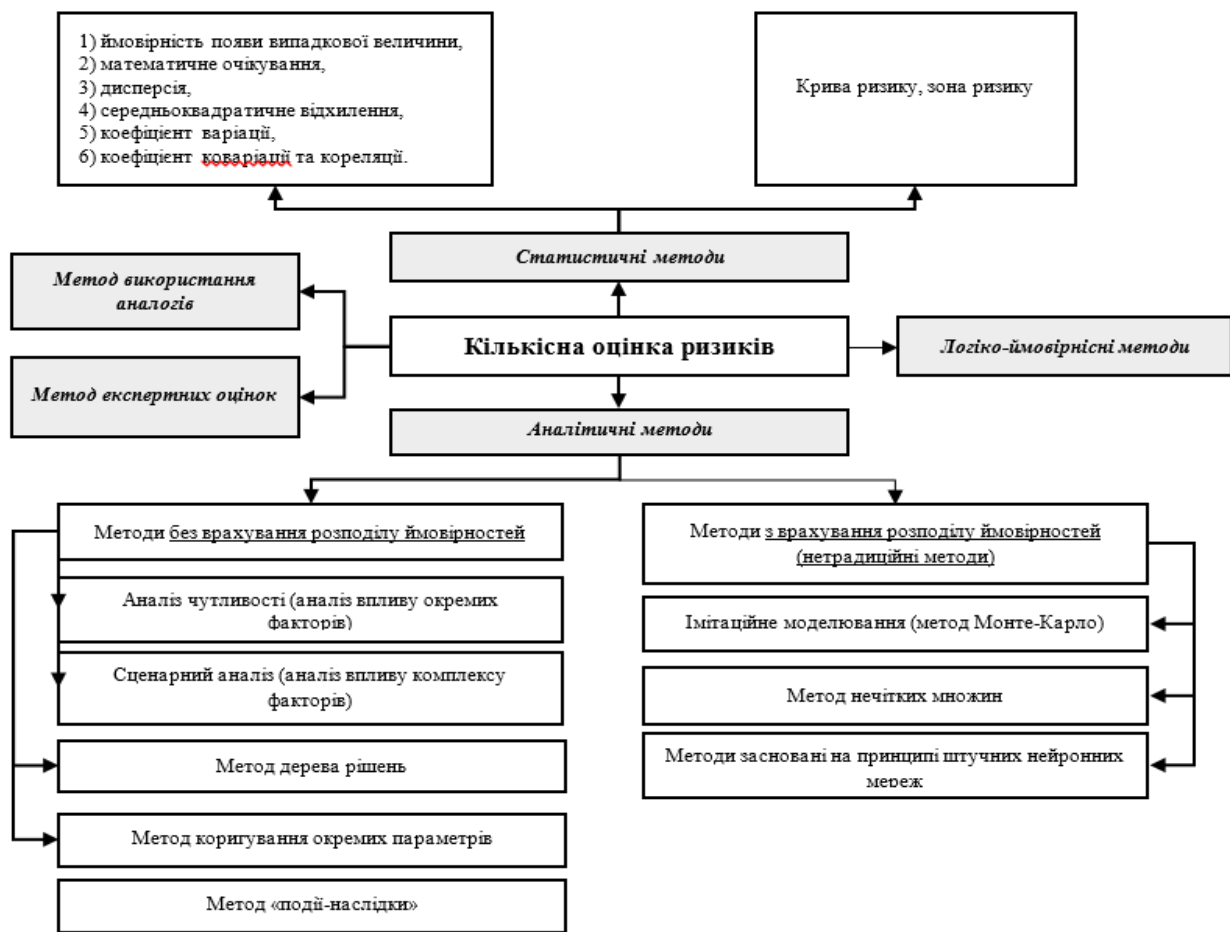 1) ймовірність появи випадкової величини,
2) математичне очікування,
3) дисперсія,
4) середньоквадратичне відхилення,
5) коефіцієнт варіації,
6) коефіцієнт коваріації та кореляції.
Крива ризику, зона ризику
Статистичні методи
Метод використання
аналогів
Кількісна оцінка ризиків
Логіко-ймовірнісні методи
Метод експертних оцінок
Аналітичні методи
Методи без врахування розподілу ймовірностей
Аналіз чутливості (аналіз впливу окремих
факторів)
Сценарний аналіз (аналіз впливу комплексу
факторів)
Метод дерева рішень
Метод коригування окремих параметрів
Метод «події-наслідки»
Методи з врахування розподілу ймовірностей
(нетрадиційні методи)
Імітаційне моделювання (метод Монте-Карло)
Метод нечітких множин
Методи засновані на принципі штучних нейронних
мереж